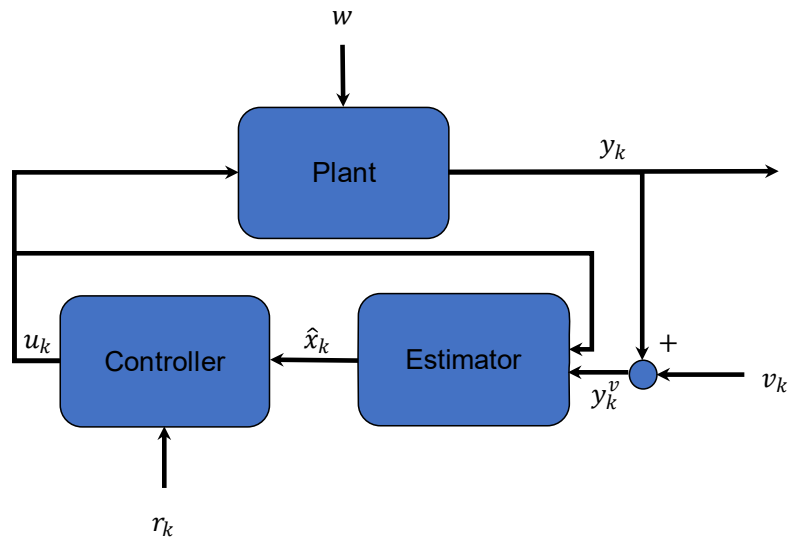 w
Plant
y_k
u_k
Controller
x̂_k
Estimator
+
y_k^v
v_k
r_k